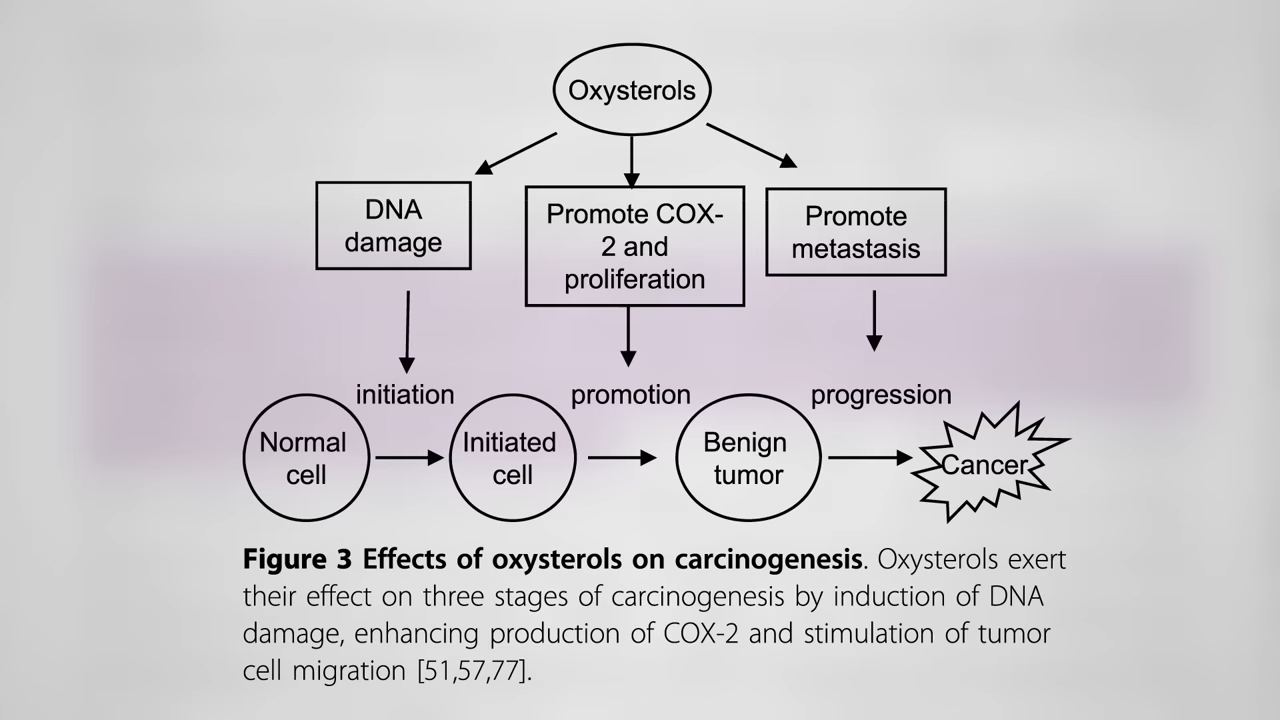 Oxysterols
DNA
damage
Promote COX-
2 and
proliferation
Promote
metastasis
initiation
promotion
progression
Normal
cell
Initiated
cell
Benign
tumor
Cancer
Figure 3 Effects of oxysterols on carcinogenesis. Oxysterols exert
their effect on three stages of carcinogenesis by induction of DNA
damage, enhancing production of COX-2 and stimulation of tumor
cell migration [51,57,77].